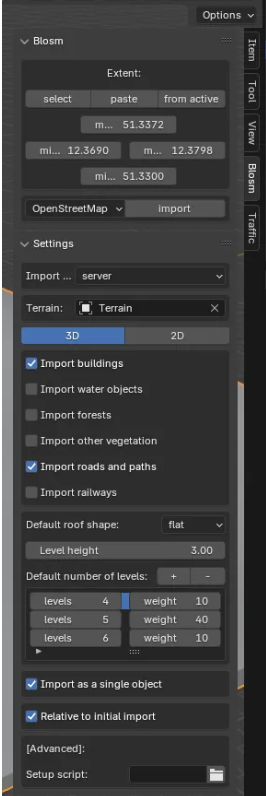 Options
Blosm
Extent:
select paste from active
m... 51.3372
mi... 12.3690 m... 12.3798
mi... 51.3300
OpenStreetMap import
Settings
Import ... server
Terrain: Terrain
3D 2D
Import buildings
Import water objects
Import forests
Import other vegetation
Import roads and paths
Import railways
Default roof shape: flat
Level height 3.00
Default number of levels: + -
levels 4 weight 10
levels 5 weight 40
levels 6 weight 10
Import as a single object
Relative to initial import
[Advanced]:
Setup script:
Item
Tool
View
Blosm
Traffic